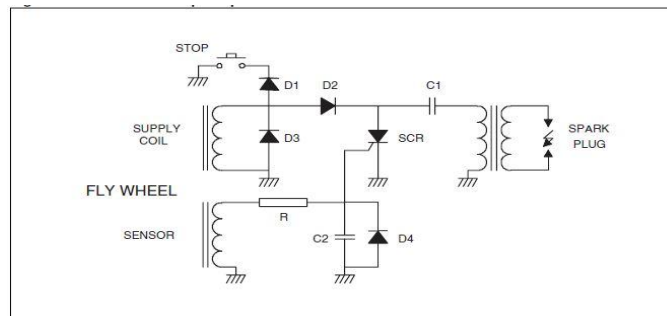 STOP
D1
D2
C1
SUPPLY
COIL
D3
SCR
SPARK
PLUG
FLY WHEEL
SENSOR
R
C2
D4